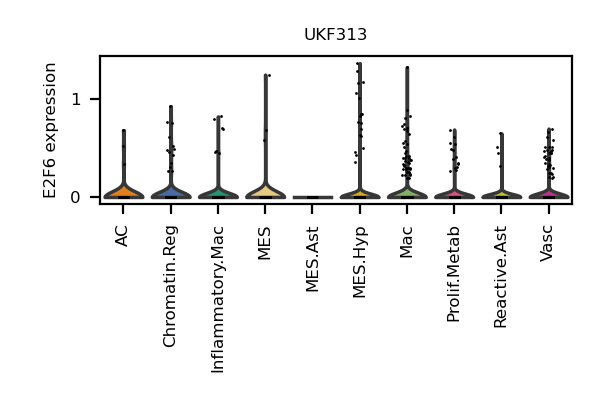 UKF313
E2F6 expression
1
0
AC
Chromatin.Reg
Inflammatory.Mac
MES
MES.Ast
MES.Hyp
Mac
Prolif.Metab
Reactive.Ast
Vasc